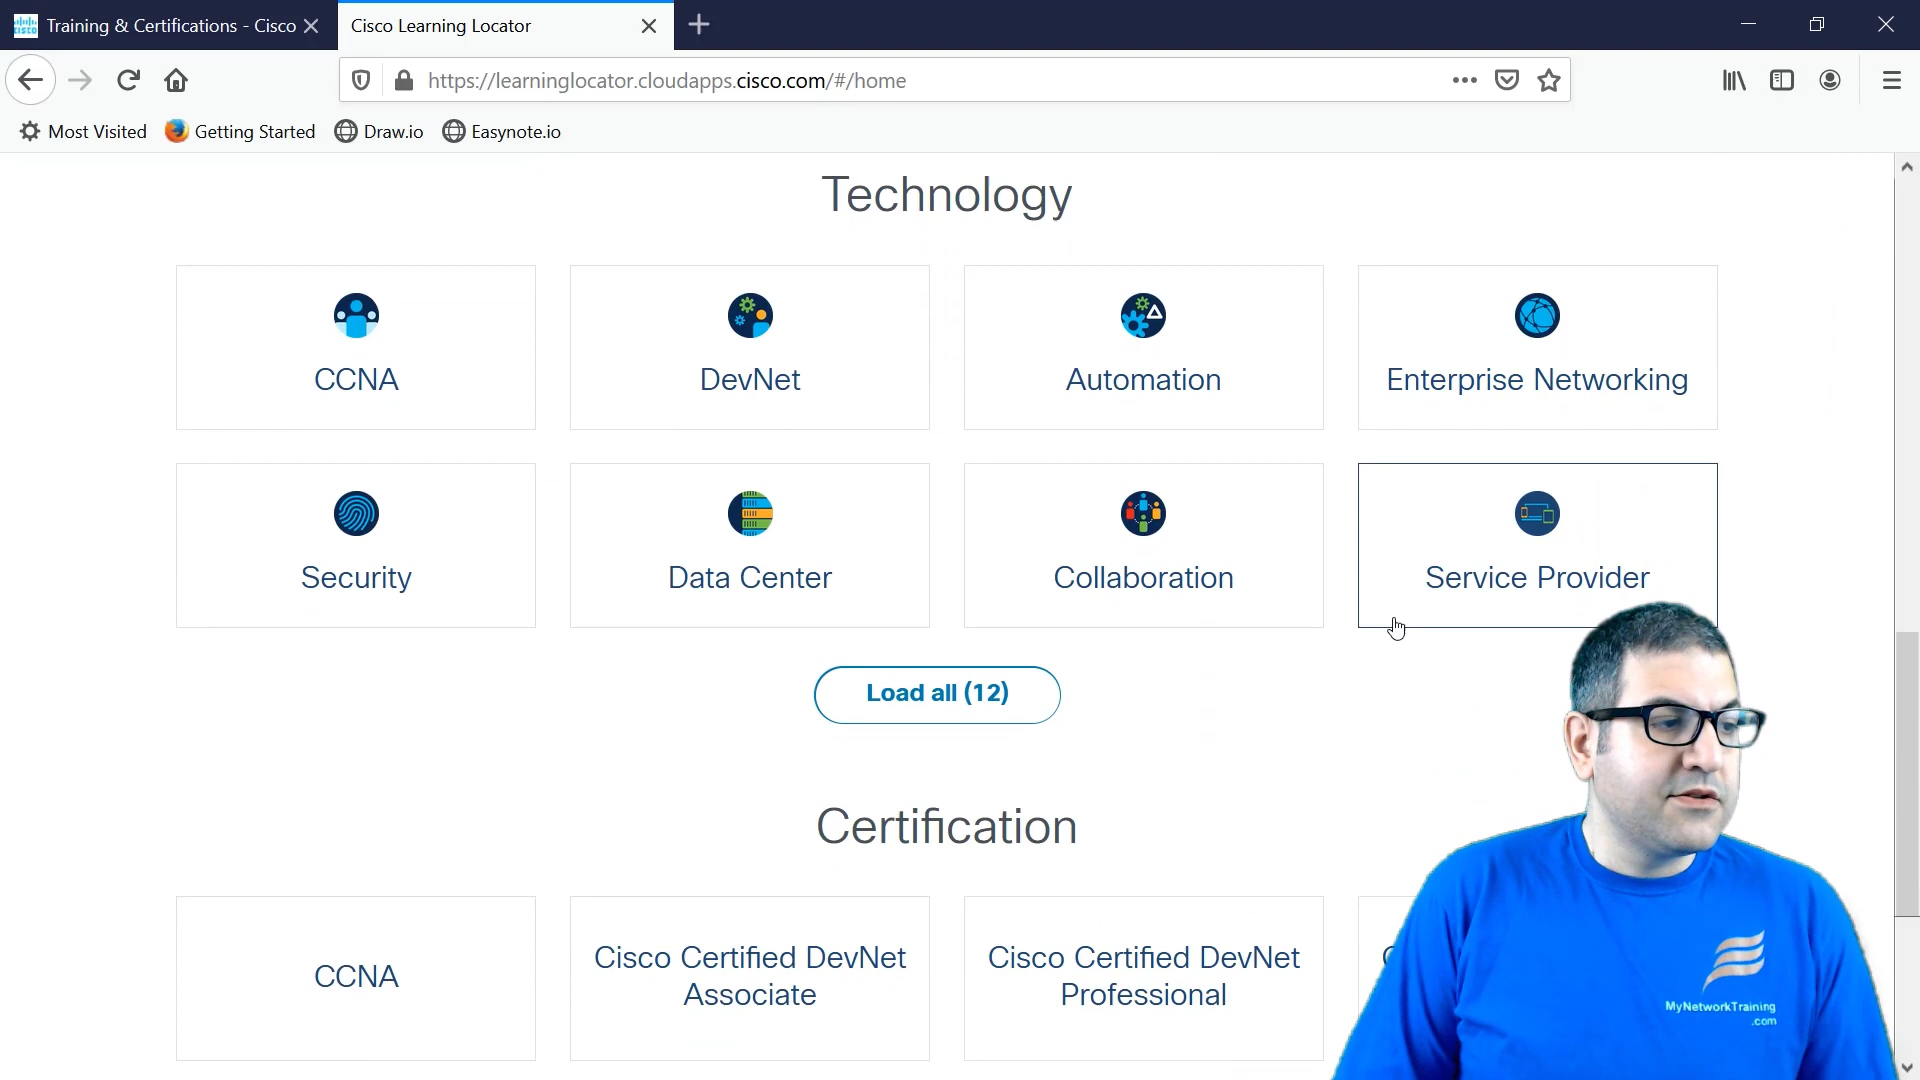 Training & Certifications - Cisco
Cisco Learning Locator
https://learninglocator.cloudapps.cisco.com/#/home
Most Visited
Getting Started
Draw.io
Easynote.io
Technology
CCNA
DevNet
Automation
Enterprise Networking
Security
Data Center
Collaboration
Service Provider
Load all (12)
Certification
CCNA
Cisco Certified DevNet
Associate
Cisco Certified DevNet
Professional
MyNetworkTraining
.com